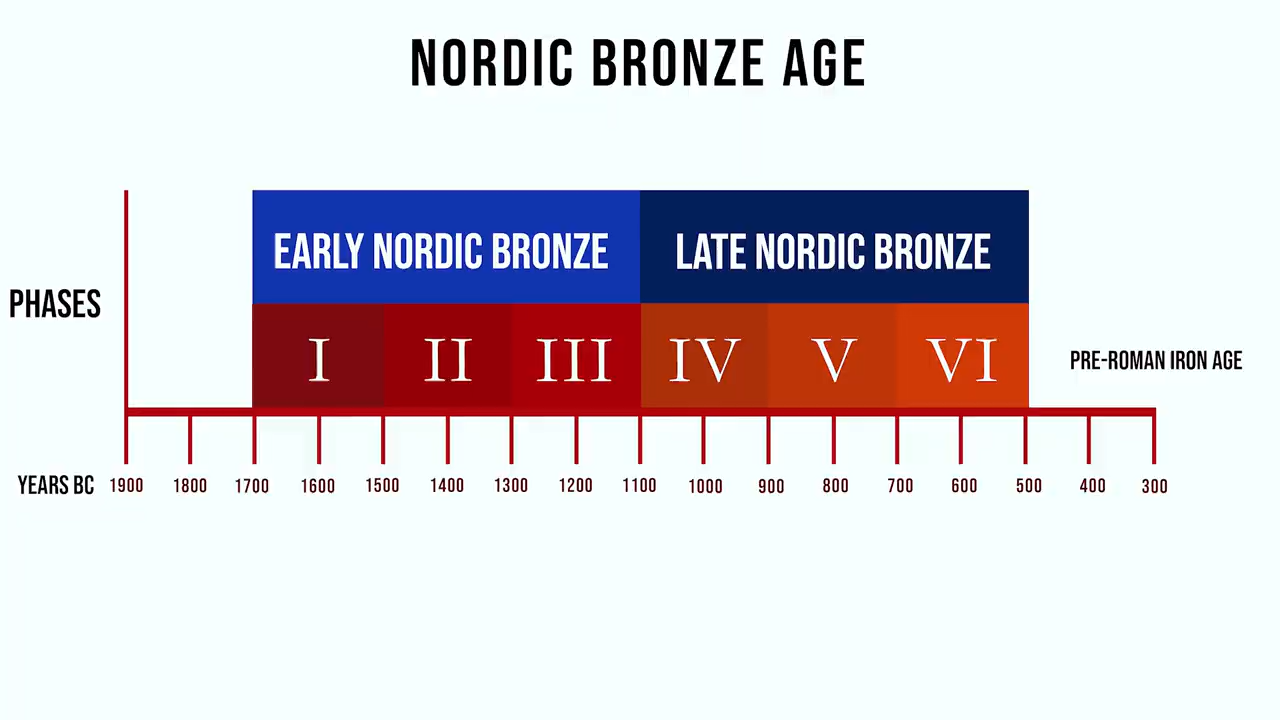 NORDIC BRONZE AGE
EARLY NORDIC BRONZE
LATE NORDIC BRONZE
PHASES
I II III IV V VI
PRE-ROMAN IRON AGE
YEARS BC 1900 1800 1700 1600 1500 1400 1300 1200 1100 1000 900 800 700 600 500 400 300